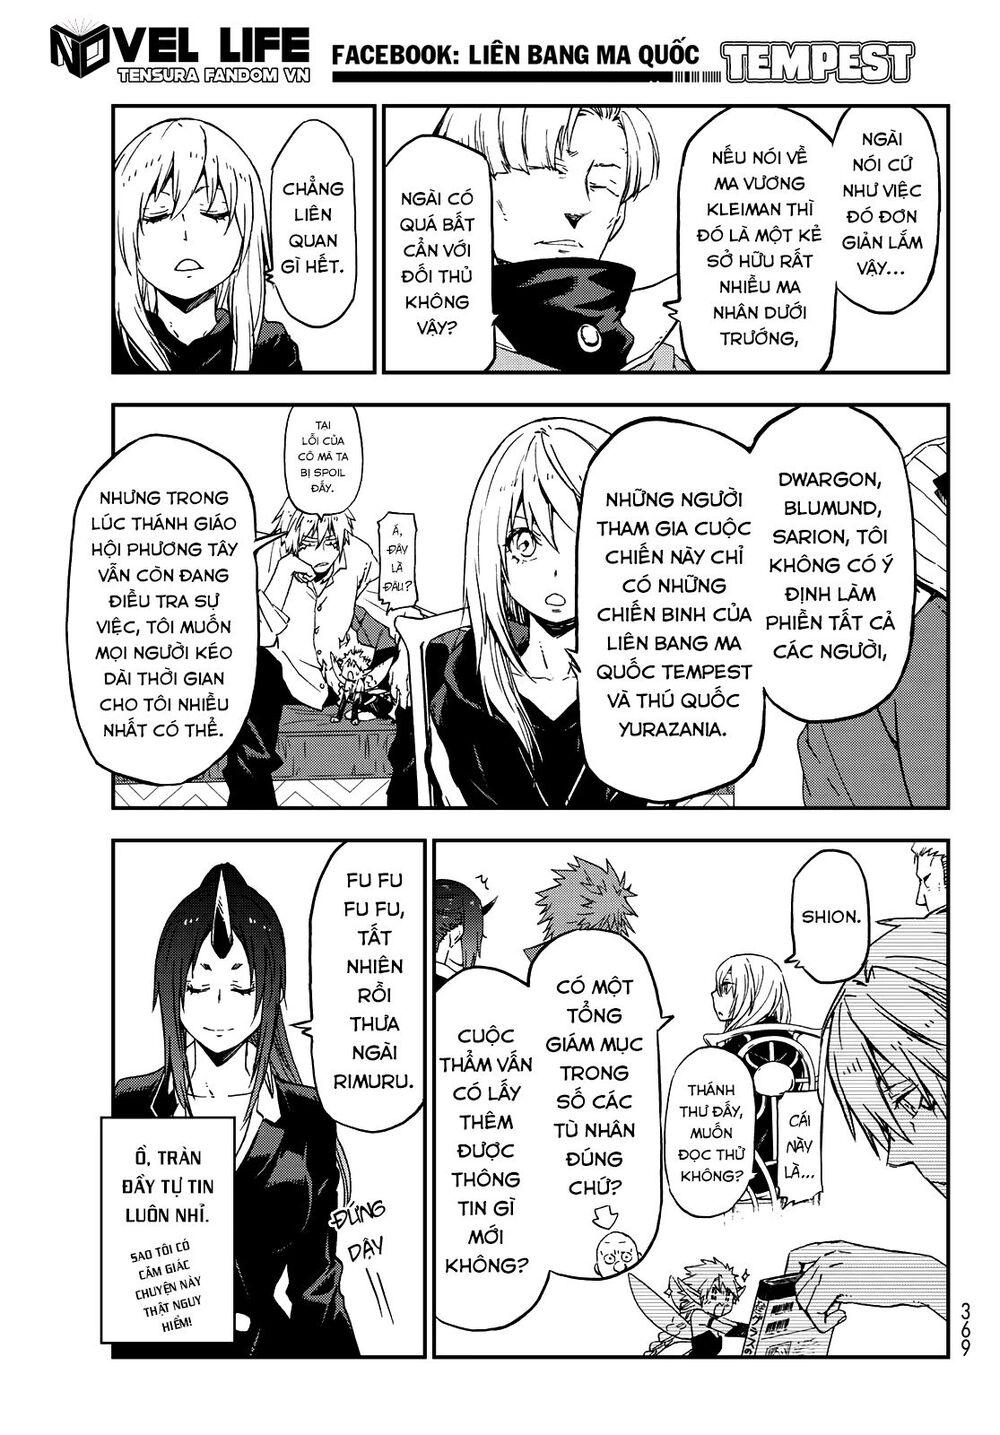 NOVEL LIFE
TENSURA FANDOM VN
FACEBOOK: LIÊN BANG MA QUỐC
TEMPEST
NGÀI
NÓI CỨ
NHƯ VIỆC
ĐÓ ĐƠN
GIẢN LẮM
VẬY...
NẾU NÓI VỀ
MA VƯƠNG
KLEIMAN THÌ
ĐÓ LÀ MỘT KẺ
SỞ HỮU RẤT
NHIỀU MA
NHÂN DƯỚI
TRƯỚNG,
NGÀI CÓ
QUÁ BẤT
CẨN VỚI
ĐỐI THỦ
KHÔNG
VẬY?
CHẲNG
LIÊN
QUAN
GÌ HẾT.
DWARGON,
BLUMUND,
SARION, TÔI
KHÔNG CÓ Ý
ĐỊNH LÀM
PHIỀN TẤT CẢ
CÁC NGƯỜI,
NHỮNG NGƯỜI
THAM GIA CUỘC
CHIẾN NÀY CHỈ
CÓ NHỮNG
CHIẾN BINH CỦA
LIÊN BANG MA
QUỐC TEMPEST
VÀ THÚ QUỐC
YURAZANIA.
TẠI
LỖI CỦA
CÔ MÀ TA
BỊ SPOIL
ĐẤY.
Á,
ĐÂY
LÀ
ĐÂU?
NHƯNG TRONG
LÚC THÁNH GIÁO
HỘI PHƯƠNG TÂY
VẪN CÒN ĐANG
ĐIỀU TRA SỰ
VIỆC, TÔI MUỐN
MỌI NGƯỜI KÉO
DÀI THỜI GIAN
CHO TÔI NHIỀU
NHẤT CÓ THỂ.
SHION.
CÓ MỘT
TỔNG
GIÁM MỤC
TRONG
SỐ CÁC
TÙ NHÂN
ĐÚNG
CHỨ?
CUỘC
THẨM VẤN
CÓ LẤY
THÊM
ĐƯỢC
THÔNG
TIN GÌ
MỚI
KHÔNG?
THÁNH
THƯ ĐẤY,
MUỐN
ĐỌC THỬ
KHÔNG?
CÁI
NÀY
LÀ...
FU FU
FU FU,
TẤT
NHIÊN
RỒI
THƯA
NGÀI
RIMURU.
ĐỨNG
DẬY
Ồ, TRÀN
ĐẦY TỰ TIN
LUÔN NHỈ.
SAO TÔI CÓ
CẢM GIÁC
CHUYỆN NÀY
THẬT NGUY
HIỂM!
369